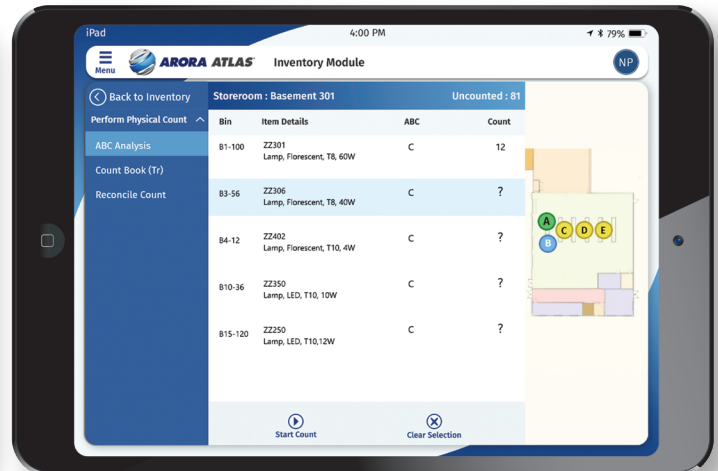 iPad 4:00 PM 79%
Menu ARORA ATLAS Inventory Module NP
Back to Inventory
Perform Physical Count
ABC Analysis
Count Book (Tr)
Reconcile Count
Storeroom : Basement 301 Uncounted : 81
Bin Item Details ABC Count
B1-100 ZZ301 C 12
Lamp, Florescent, T8, 60W
B3-56 ZZ306 C ?
Lamp, Florescent, T8, 40W
B4-12 ZZ402 C ?
Lamp, Florescent, T10, 4W
B10-36 ZZ350 C ?
Lamp, LED, T10, 10W
B15-120 ZZ250 C ?
Lamp, LED, T10,12W
A
B C D E
Start Count Clear Selection